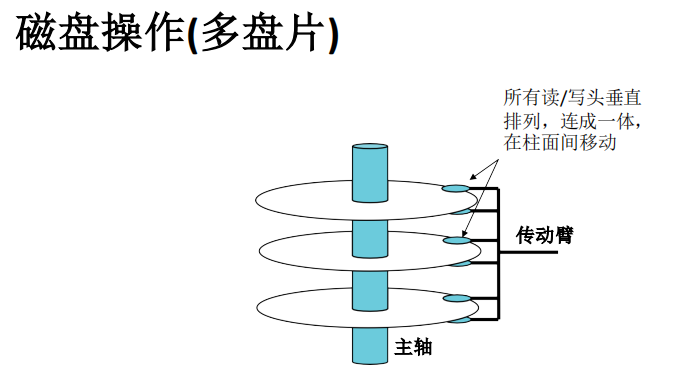 磁盘操作(多盘片)
所有读/写头垂直
排列，连成一体，
在柱面间移动
传动臂
主轴